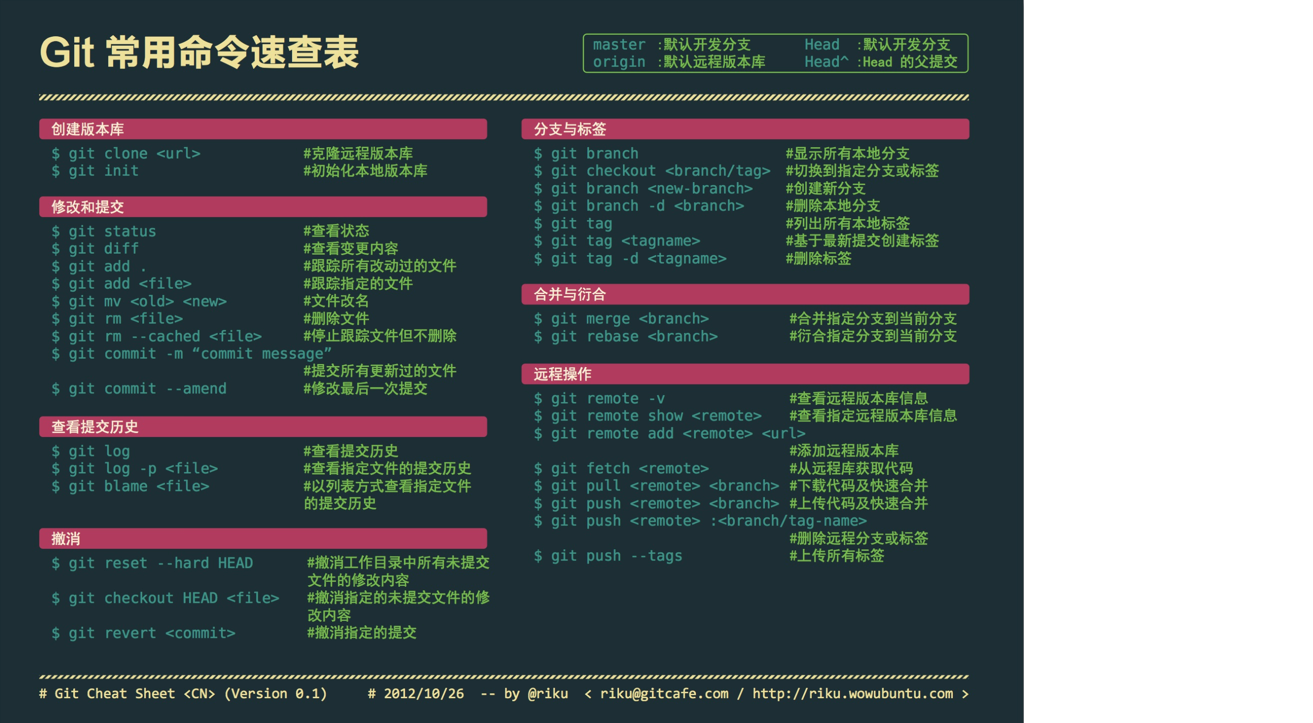 Git 常用命令速查表
master :默认开发分支 Head :默认开发分支
origin :默认远程版本库 Head^ :Head 的父提交
创建版本库
$ git clone <url> #克隆远程版本库
$ git init #初始化本地版本库
修改和提交
$ git status #查看状态
$ git diff #查看变更内容
$ git add . #跟踪所有改动过的文件
$ git add <file> #跟踪指定的文件
$ git mv <old> <new> #文件改名
$ git rm <file> #删除文件
$ git rm --cached <file> #停止跟踪文件但不删除
$ git commit -m “commit message”
#提交所有更新过的文件
$ git commit --amend #修改最后一次提交
查看提交历史
$ git log #查看提交历史
$ git log -p <file> #查看指定文件的提交历史
$ git blame <file> #以列表方式查看指定文件
的提交历史
撤消
$ git reset --hard HEAD #撤消工作目录中所有未提交
文件的修改内容
$ git checkout HEAD <file> #撤消指定的未提交文件的修
改内容
$ git revert <commit> #撤消指定的提交
分支与标签
$ git branch #显示所有本地分支
$ git checkout <branch/tag> #切换到指定分支或标签
$ git branch <new-branch> #创建新分支
$ git branch -d <branch> #删除本地分支
$ git tag #列出所有本地标签
$ git tag <tagname> #基于最新提交创建标签
$ git tag -d <tagname> #删除标签
合并与衍合
$ git merge <branch> #合并指定分支到当前分支
$ git rebase <branch> #衍合指定分支到当前分支
远程操作
$ git remote -v #查看远程版本库信息
$ git remote show <remote> #查看指定远程版本库信息
$ git remote add <remote> <url>
#添加远程版本库
$ git fetch <remote> #从远程库获取代码
$ git pull <remote> <branch> #下载代码及快速合并
$ git push <remote> <branch> #上传代码及快速合并
$ git push <remote> :<branch/tag-name>
#删除远程分支或标签
$ git push --tags #上传所有标签
# Git Cheat Sheet <CN> (Version 0.1) # 2012/10/26 -- by @riku < riku@gitcafe.com / http://riku.wowubuntu.com >